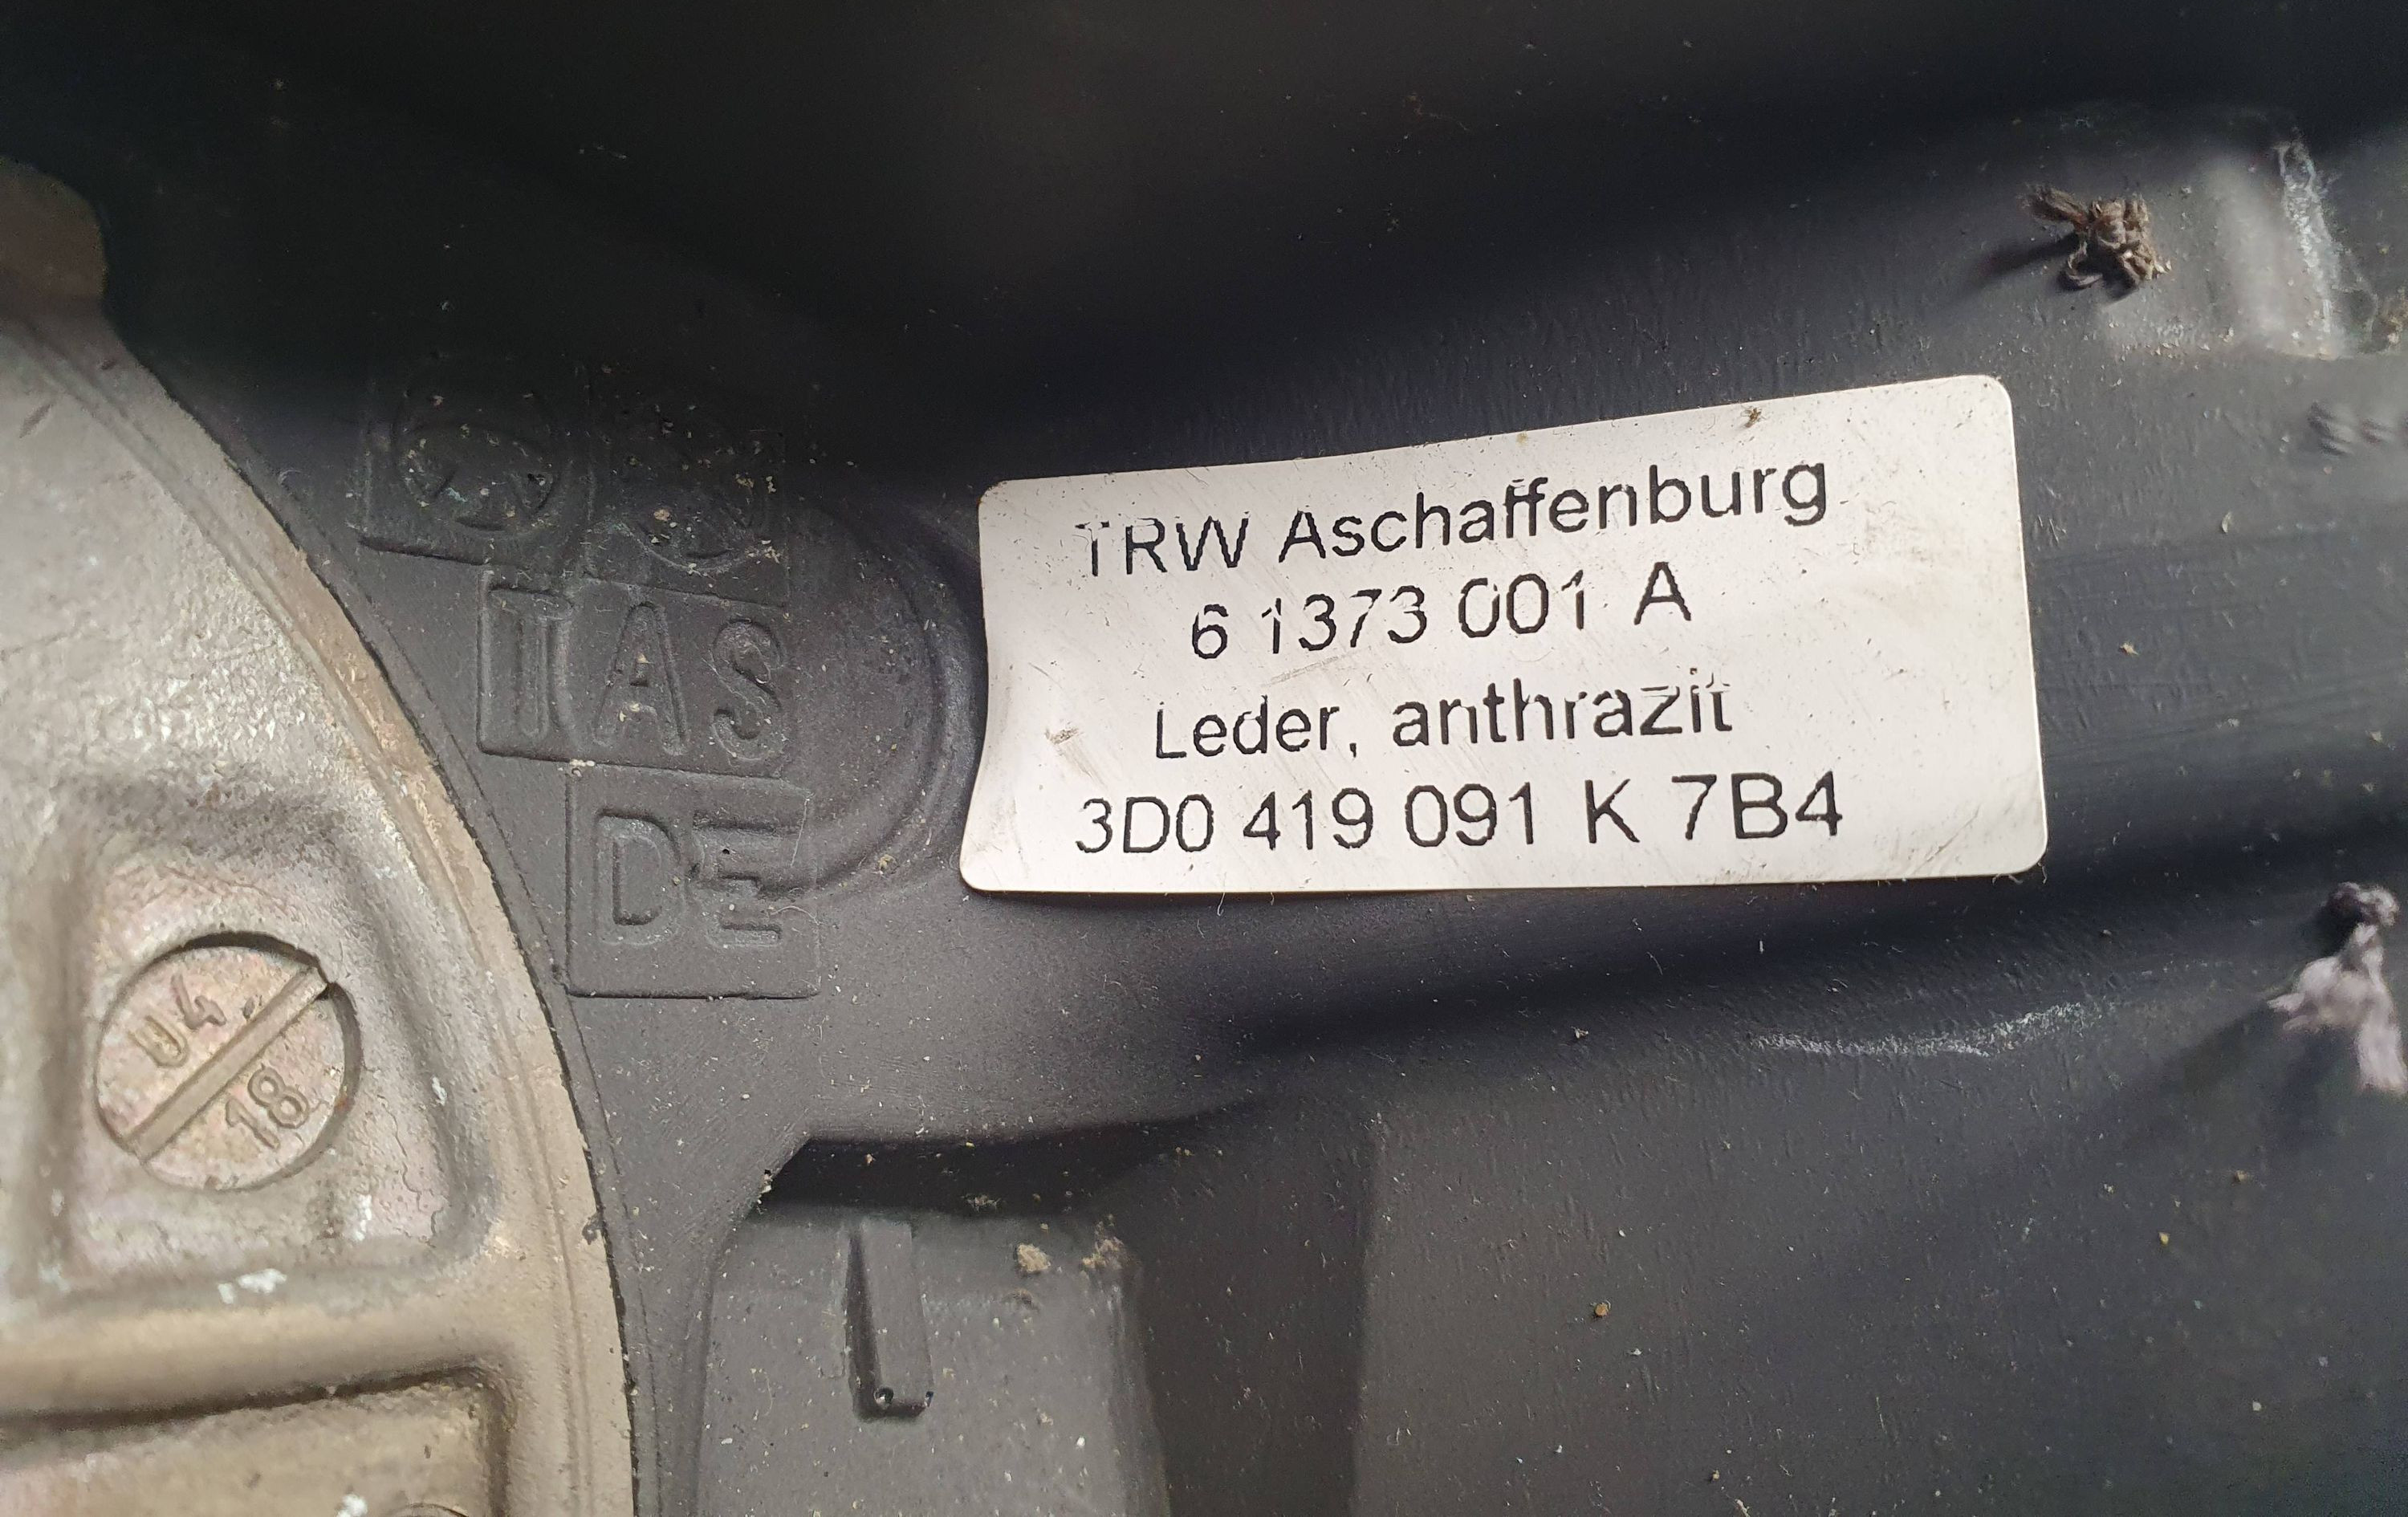 TRW Aschaffenburg
6 1373 001 A
Leder, anthrazit
3D0 419 091 K 7B4
TAS
DE
U4
18